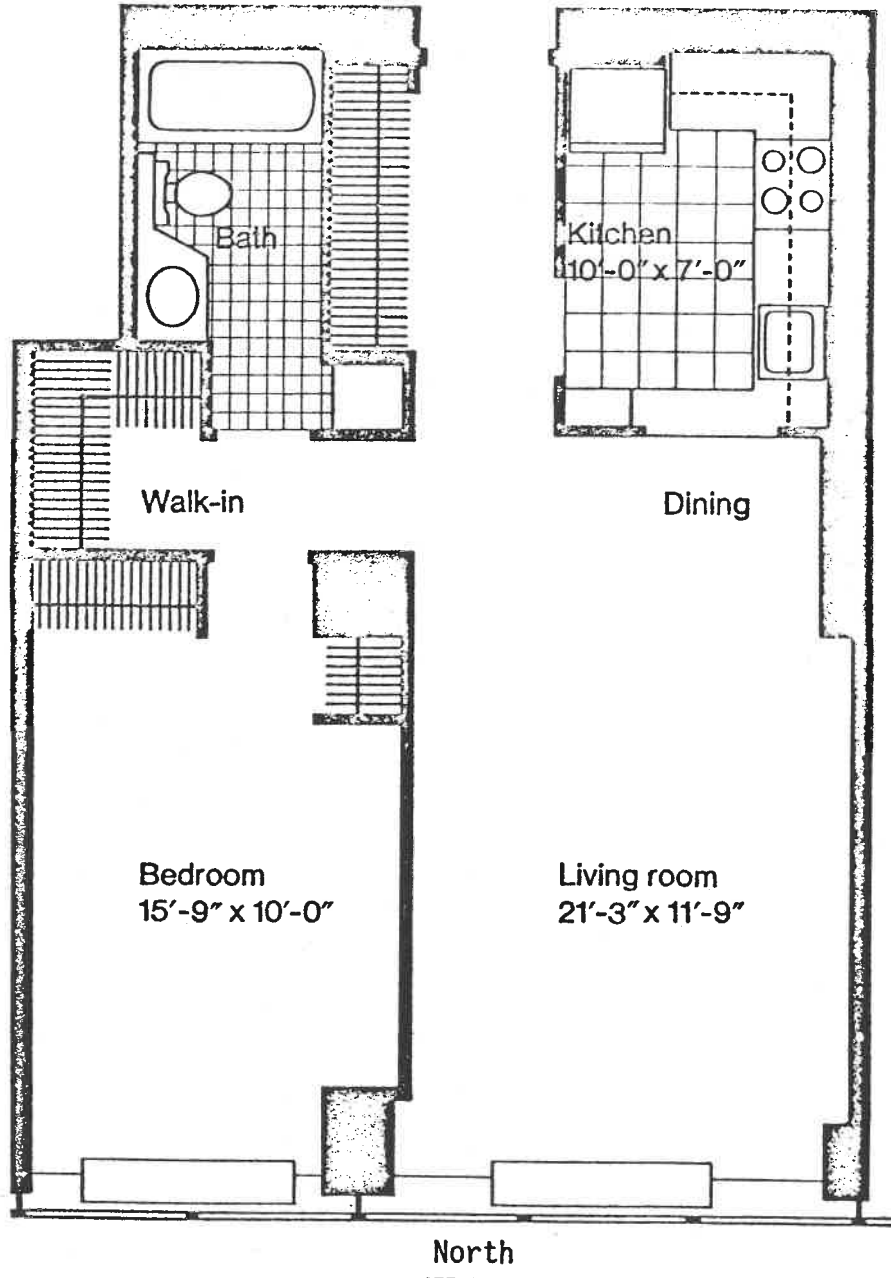 Bath
Kitchen
10′-0″ x 7′-0″
Walk-in
Dining
Bedroom
15′-9″ x 10′-0″
Living room
21′-3″ x 11′-9″
North